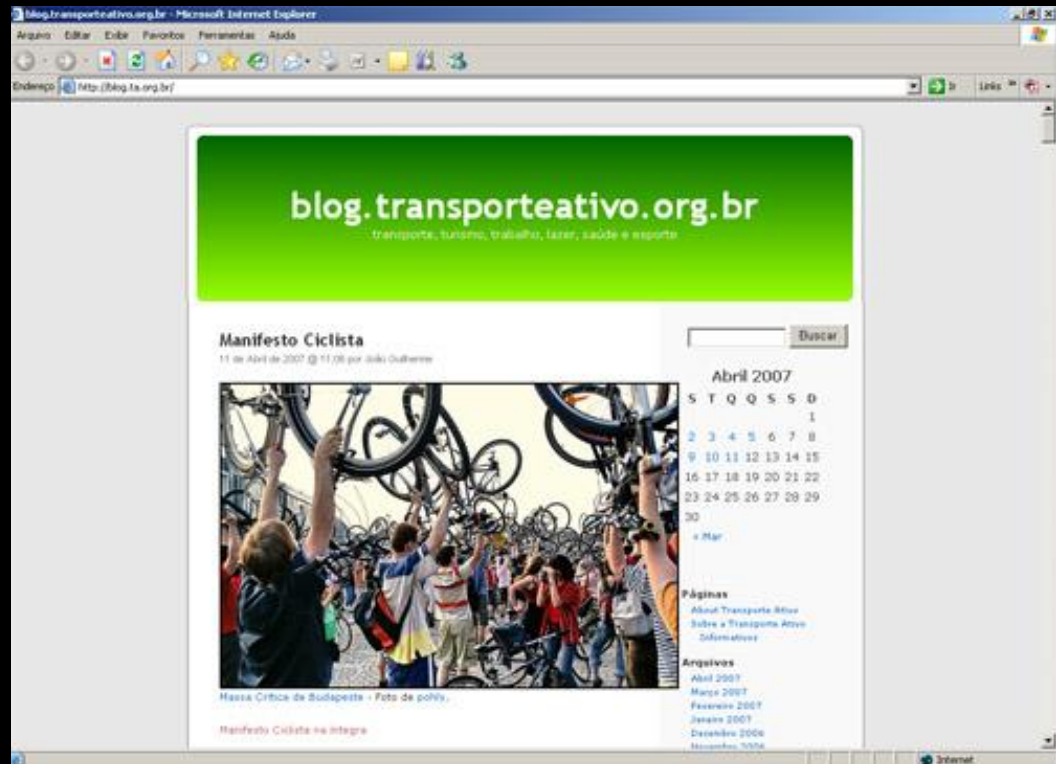 blog.transporteativo.org.br - Microsoft Internet Explorer
Arquivo Editar Exibir Favoritos Ferramentas Ajuda
Endereço http://blog.ta.org.br/ Ir Links
blog.transporteativo.org.br
transporte, turismo, trabalho, lazer, saúde e esporte
Manifesto Ciclista
11 de Abril de 2007 @ 11:08 por João Guilherme
Massa Crítica de Budapeste - Foto de
Manifesto Ciclista na íntegra
Buscar
Abril 2007
S T Q Q S S D
1
2 3 4 5 6 7 8
9 10 11 12 13 14 15
16 17 18 19 20 21 22
23 24 25 26 27 28 29
30
« Mar
Páginas
About Transporte Ativo
Sobre a Transporte Ativo
Informativos
Arquivos
Abril 2007
Março 2007
Fevereiro 2007
Janeiro 2007
Dezembro 2006
Novembro 2006
Internet